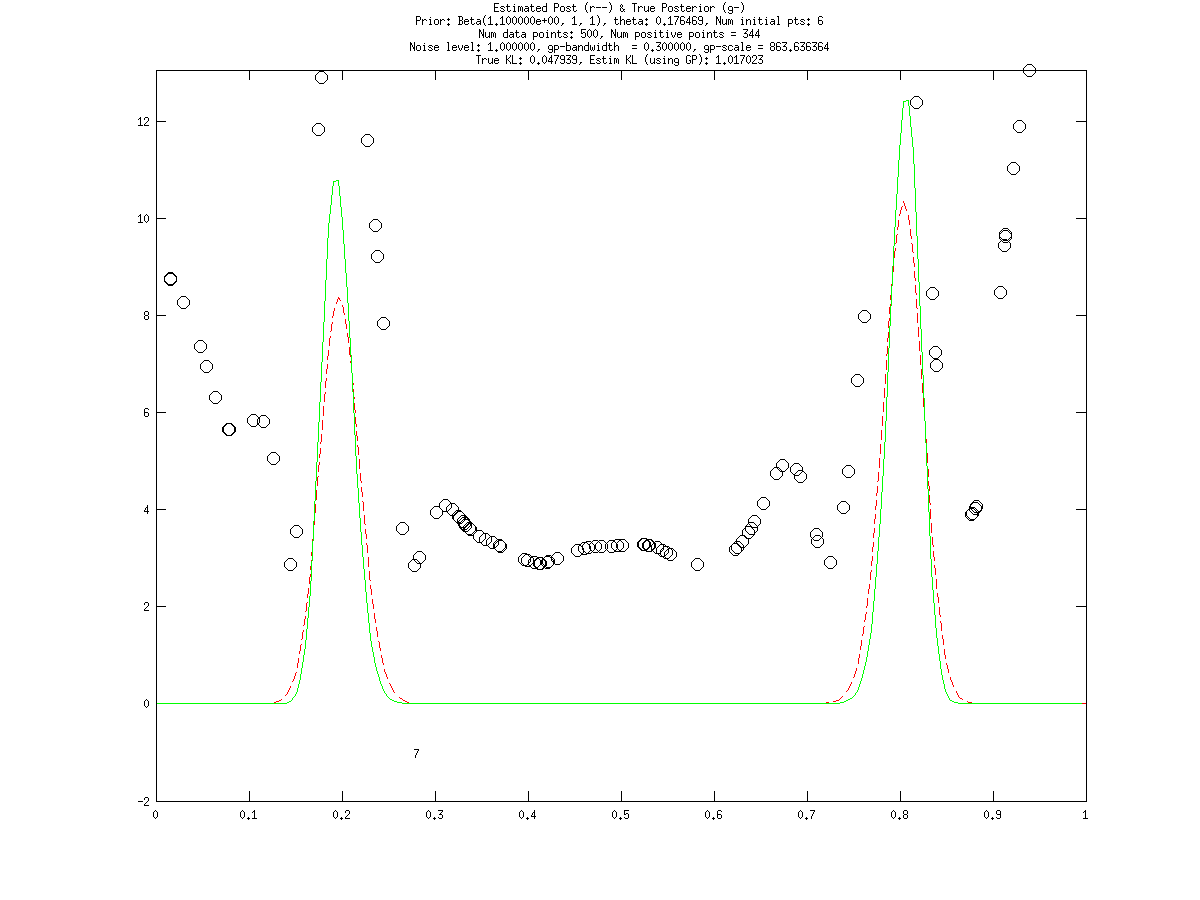 Estimated Post (r--) & True Posterior (g-)
Prior: Beta(1.100000e+00, 1, 1), theta: 0.176469, Num initial pts: 6
Num data points: 500, Num positive points = 344
Noise level: 1.000000, gp-bandwidth  = 0.300000, gp-scale = 863.636364
True KL: 0.047939, Estim KL (using GP): 1.017023
12
10
8
6
4
2
0
7
-2
0 0.1 0.2 0.3 0.4 0.5 0.6 0.7 0.8 0.9 1